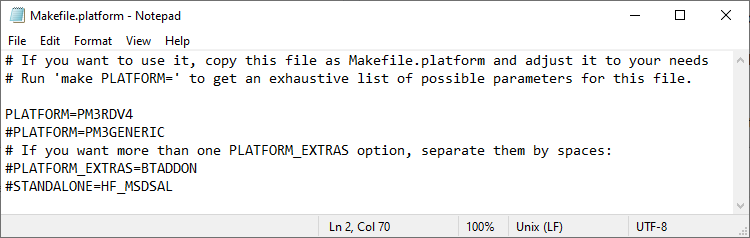 Makefile.platform - Notepad
File Edit Format View Help
# If you want to use it, copy this file as Makefile.platform and adjust it to your needs
# Run 'make PLATFORM=' to get an exhaustive list of possible parameters for this file.
PLATFORM=PM3RDV4
#PLATFORM=PM3GENERIC
# If you want more than one PLATFORM_EXTRAS option, separate them by spaces:
#PLATFORM_EXTRAS=BTADDON
#STANDALONE=HF_MSDSAL
Ln 2, Col 70 100% Unix (LF) UTF-8